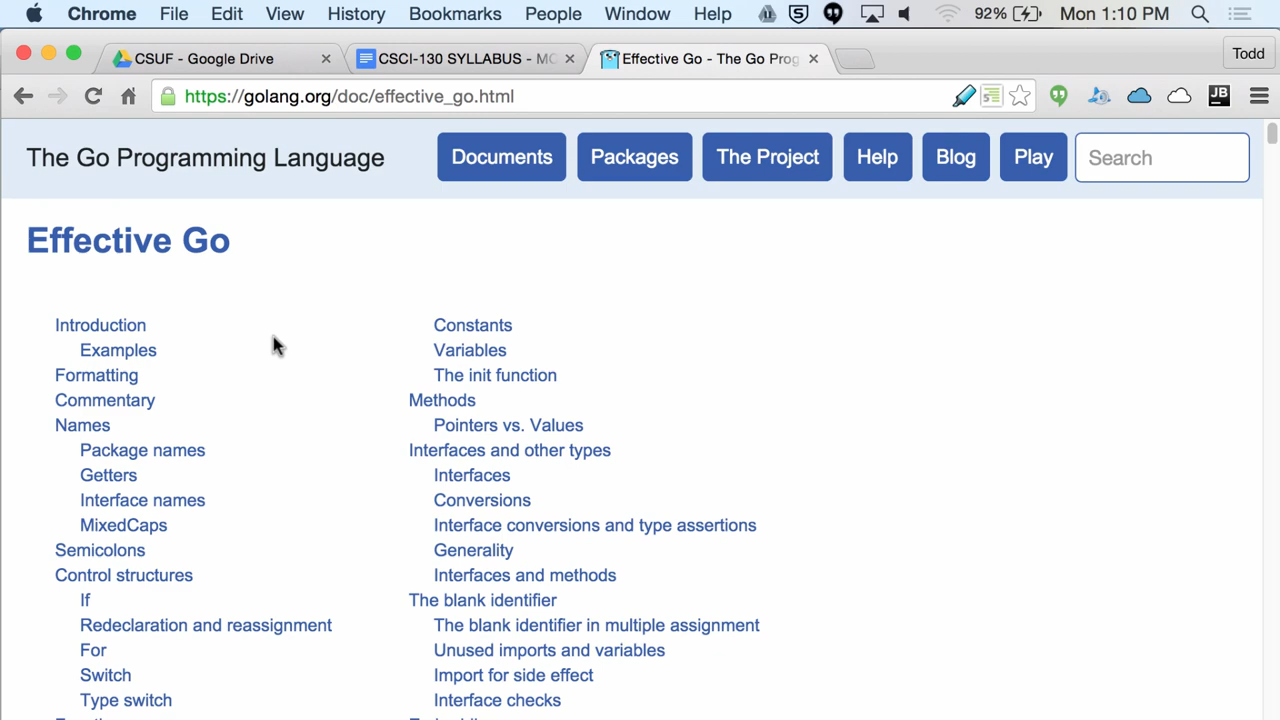 Chrome File Edit View History Bookmarks People Window Help 92% Mon 1:10 PM
CSUF - Google Drive CSCI-130 SYLLABUS - MC Effective Go - The Go Prog Todd
https://golang.org/doc/effective_go.html JB
The Go Programming Language Documents Packages The Project Help Blog Play Search
Effective Go
Introduction
Examples
Formatting
Commentary
Names
Package names
Getters
Interface names
MixedCaps
Semicolons
Control structures
If
Redeclaration and reassignment
For
Switch
Type switch
Constants
Variables
The init function
Methods
Pointers vs. Values
Interfaces and other types
Interfaces
Conversions
Interface conversions and type assertions
Generality
Interfaces and methods
The blank identifier
The blank identifier in multiple assignment
Unused imports and variables
Import for side effect
Interface checks